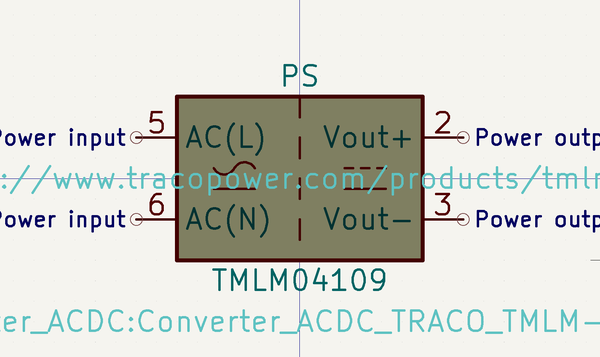 PS
5 AC(L) Vout+ 2
Power input Power outp
://www.tracopower.com/products/tmlm
6 AC(N) Vout- 3
Power input Power outp
TMLM04109
ter_ACDC:Converter_ACDC_TRACO_TMLM-